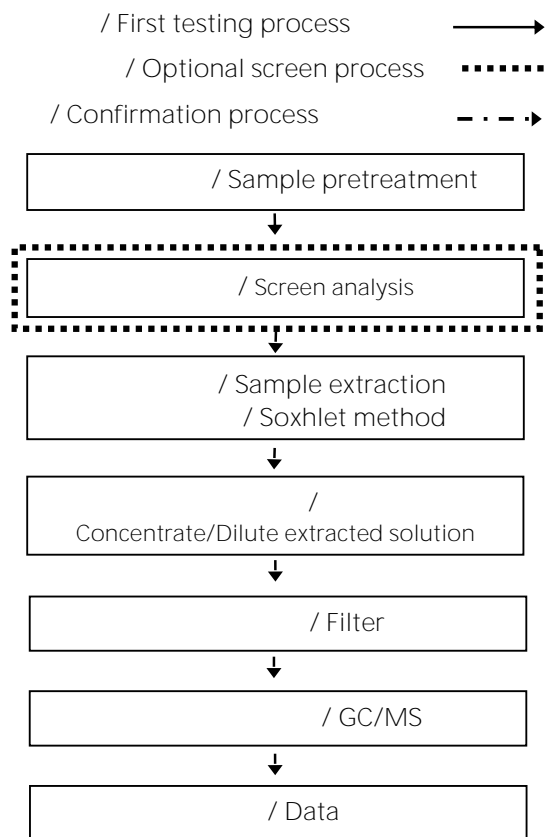 / First testing process
/ Optional screen process
/ Confirmation process
/ Sample pretreatment
/ Screen analysis
/ Sample extraction
/ Soxhlet method
/
Concentrate/Dilute extracted solution
/ Filter
/ GC/MS
/ Data